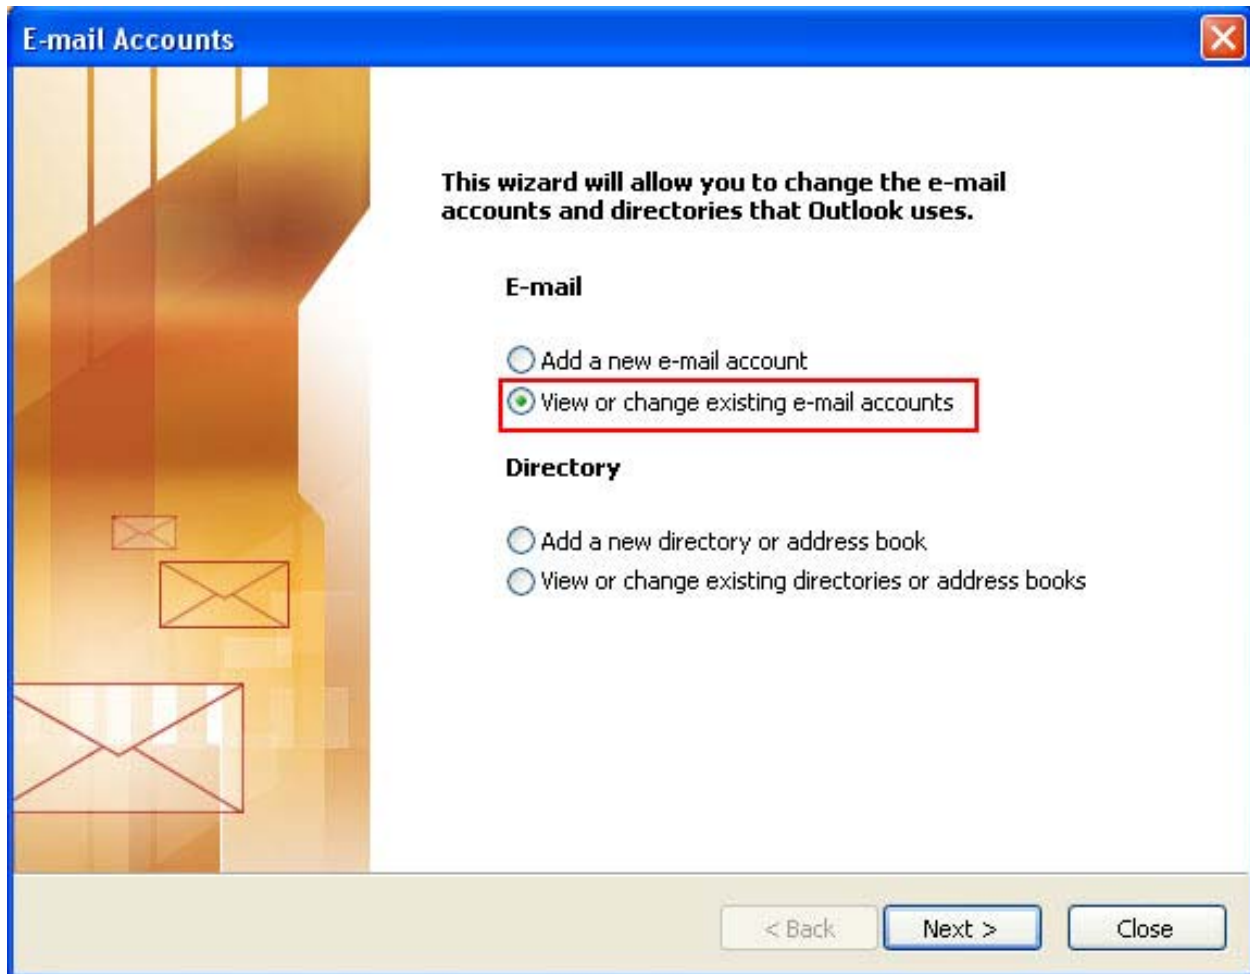 E-mail Accounts
This wizard will allow you to change the e-mail
accounts and directories that Outlook uses.
E-mail
Add a new e-mail account
View or change existing e-mail accounts
Directory
Add a new directory or address book
View or change existing directories or address books
< Back
Next >
Close